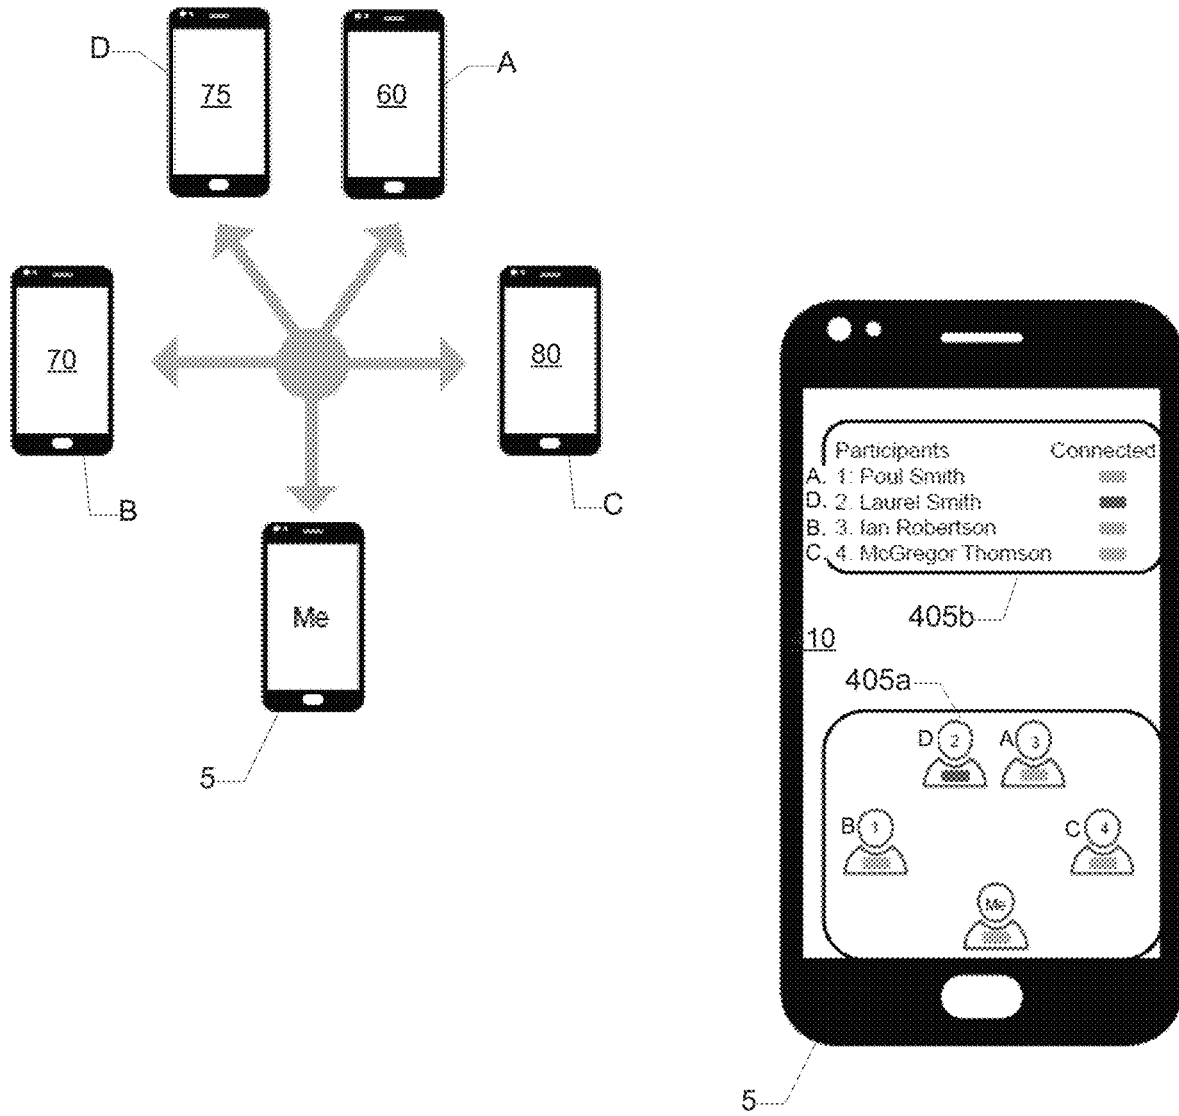 D
75
60
A
70
80
B
C
Me
5
Participants Connected
A. 1: Poul Smith
D. 2. Laurel Smith
B. 3. Ian Robertson
C. 4. McGregor Thomson
405b
10
405a
D 2
A 3
B 1
C 4
Me
5